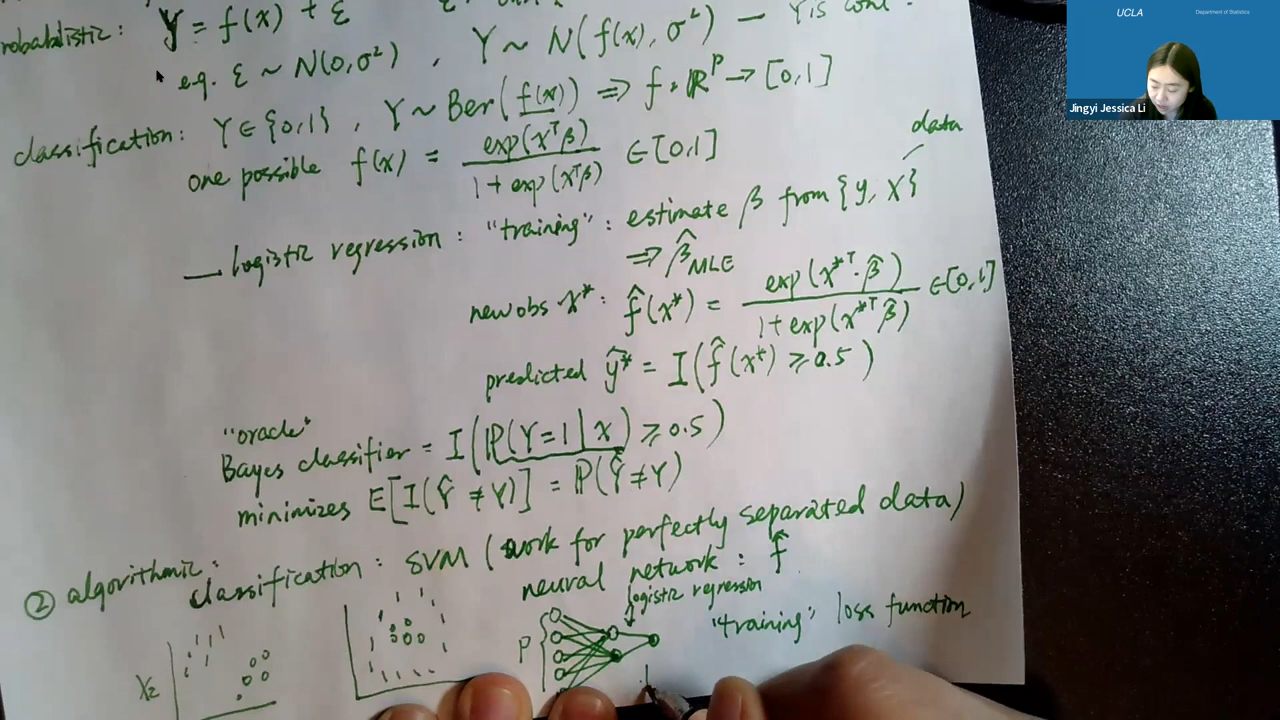 UCLA
Department of Statistics
Jingyi Jessica Li
Y = f(x) + ε
e.g. ε ~ N(0, σ²) , Y ~ N(f(x), σ²) — Y is cont.
classification: Y ∈ {0,1} , Y ~ Ber(f(x)) ⇒ f: ℝᴾ → [0,1]
one possible f(x) = exp(xᵀβ) / 1 + exp(xᵀβ) ∈ [0,1]
data
— logistic regression : "training" : estimate β from {y, X}
⇒ β̂ MLE
new obs x* : f̂(x*) = exp(x*ᵀ·β̂) / 1 + exp(x*ᵀβ̂) ∈ [0,1]
predicted ŷ* = I(f̂(x*) ≥ 0.5)
"oracle"
Bayes classifier = I(ℙ(Y=1 | X) ≥ 0.5)
minimizes E[I(Ŷ ≠ Y)] = ℙ(Ŷ ≠ Y)
② algorithmic:
classification : SVM (work for perfectly separated data)
neural network : f̂
logistic regression
"training" loss function
X₂
P